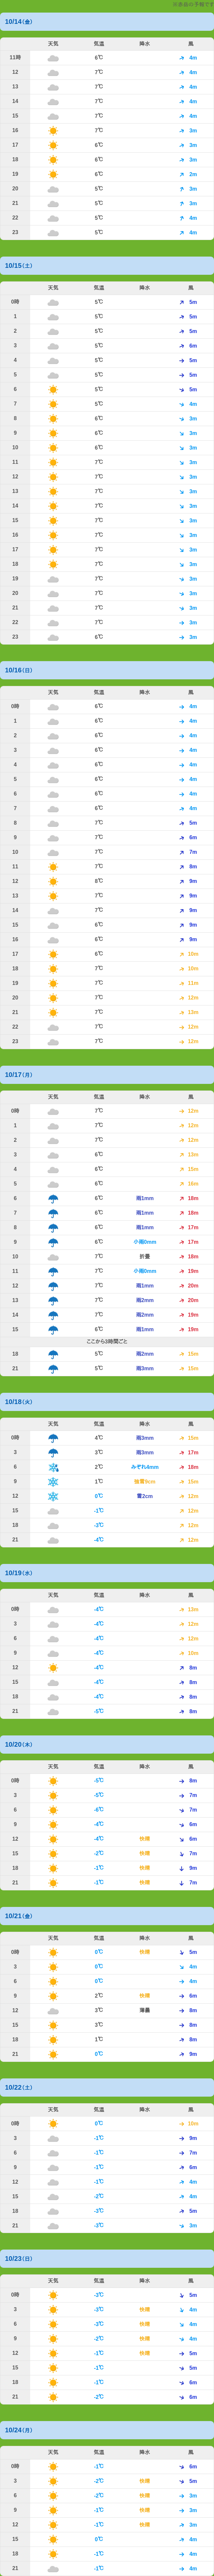 10/14(金)
天気 気温 降水 風
11時 6℃ 4m
12 7℃ 4m
13 7℃ 4m
14 7℃ 4m
15 7℃ 4m
16 7℃ 3m
17 6℃ 3m
18 6℃ 3m
19 6℃ 2m
20 5℃ 3m
21 5℃ 3m
22 5℃ 4m
23 5℃ 4m
10/15(土)
天気 気温 降水 風
0時 5℃ 5m
1 5℃ 5m
2 5℃ 5m
3 5℃ 6m
4 5℃ 5m
5 5℃ 5m
6 5℃ 5m
7 5℃ 4m
8 6℃ 3m
9 6℃ 3m
10 6℃ 3m
11 7℃ 3m
12 7℃ 3m
13 7℃ 3m
14 7℃ 3m
15 7℃ 3m
16 7℃ 3m
17 7℃ 3m
18 7℃ 3m
19 7℃ 3m
20 7℃ 3m
21 7℃ 3m
22 7℃ 3m
23 6℃ 3m
10/16(日)
天気 気温 降水 風
0時 6℃ 4m
1 6℃ 4m
2 6℃ 4m
3 6℃ 4m
4 6℃ 4m
5 6℃ 4m
6 6℃ 4m
7 6℃ 4m
8 7℃ 5m
9 7℃ 6m
10 7℃ 7m
11 7℃ 8m
12 8℃ 9m
13 7℃ 9m
14 7℃ 9m
15 6℃ 9m
16 6℃ 9m
17 6℃ 10m
18 7℃ 10m
19 7℃ 11m
20 7℃ 12m
21 7℃ 13m
22 7℃ 12m
23 7℃ 12m
10/17(月)
天気 気温 降水 風
0時 7℃ 12m
1 7℃ 12m
2 7℃ 12m
3 6℃ 13m
4 6℃ 15m
5 6℃ 16m
6 6℃ 雨1mm 18m
7 6℃ 雨1mm 18m
8 6℃ 雨1mm 17m
9 6℃ 小雨0mm 17m
10 7℃ 折曇 18m
11 7℃ 小雨0mm 19m
12 7℃ 雨1mm 20m
13 7℃ 雨2mm 20m
14 7℃ 雨2mm 19m
15 6℃ 雨1mm 19m
ここから3時間ごと
18 5℃ 雨2mm 15m
21 5℃ 雨3mm 15m
10/18(火)
天気 気温 降水 風
0時 4℃ 雨3mm 15m
3 3℃ 雨3mm 17m
6 2℃ みぞれ4mm 18m
9 1℃ 強雪5cm 15m
12 0℃ 雪2cm 12m
15 -1℃ 12m
18 -3℃ 12m
21 -4℃ 12m
10/19(水)
天気 気温 降水 風
0時 -4℃ 13m
3 -4℃ 12m
6 -4℃ 12m
9 -4℃ 10m
12 -4℃ 8m
15 -4℃ 8m
18 -4℃ 8m
21 -5℃ 8m
10/20(木)
天気 気温 降水 風
0時 -5℃ 8m
3 -5℃ 7m
6 -6℃ 7m
9 -4℃ 6m
12 -4℃ 快晴 6m
15 -2℃ 快晴 7m
18 -1℃ 快晴 9m
21 -1℃ 快晴 7m
10/21(金)
天気 気温 降水 風
0時 0℃ 快晴 5m
3 0℃ 4m
6 0℃ 4m
9 2℃ 快晴 6m
12 3℃ 薄曇 8m
15 3℃ 8m
18 1℃ 8m
21 0℃ 9m
10/22(土)
天気 気温 降水 風
0時 0℃ 10m
3 -1℃ 9m
6 -1℃ 7m
9 -1℃ 6m
12 -1℃ 4m
15 -2℃ 4m
18 -3℃ 5m
21 -3℃ 3m
10/23(日)
天気 気温 降水 風
0時 -3℃ 5m
3 -3℃ 快晴 4m
6 -3℃ 快晴 4m
9 -2℃ 快晴 4m
12 -1℃ 快晴 5m
15 -1℃ 5m
18 -1℃ 6m
21 -2℃ 6m
10/24(月)
天気 気温 降水 風
0時 -1℃ 6m
3 -2℃ 快晴 5m
6 -2℃ 快晴 3m
9 -1℃ 快晴 3m
12 -1℃ 快晴 3m
15 0℃ 4m
18 -1℃ 4m
21 -1℃ 4m